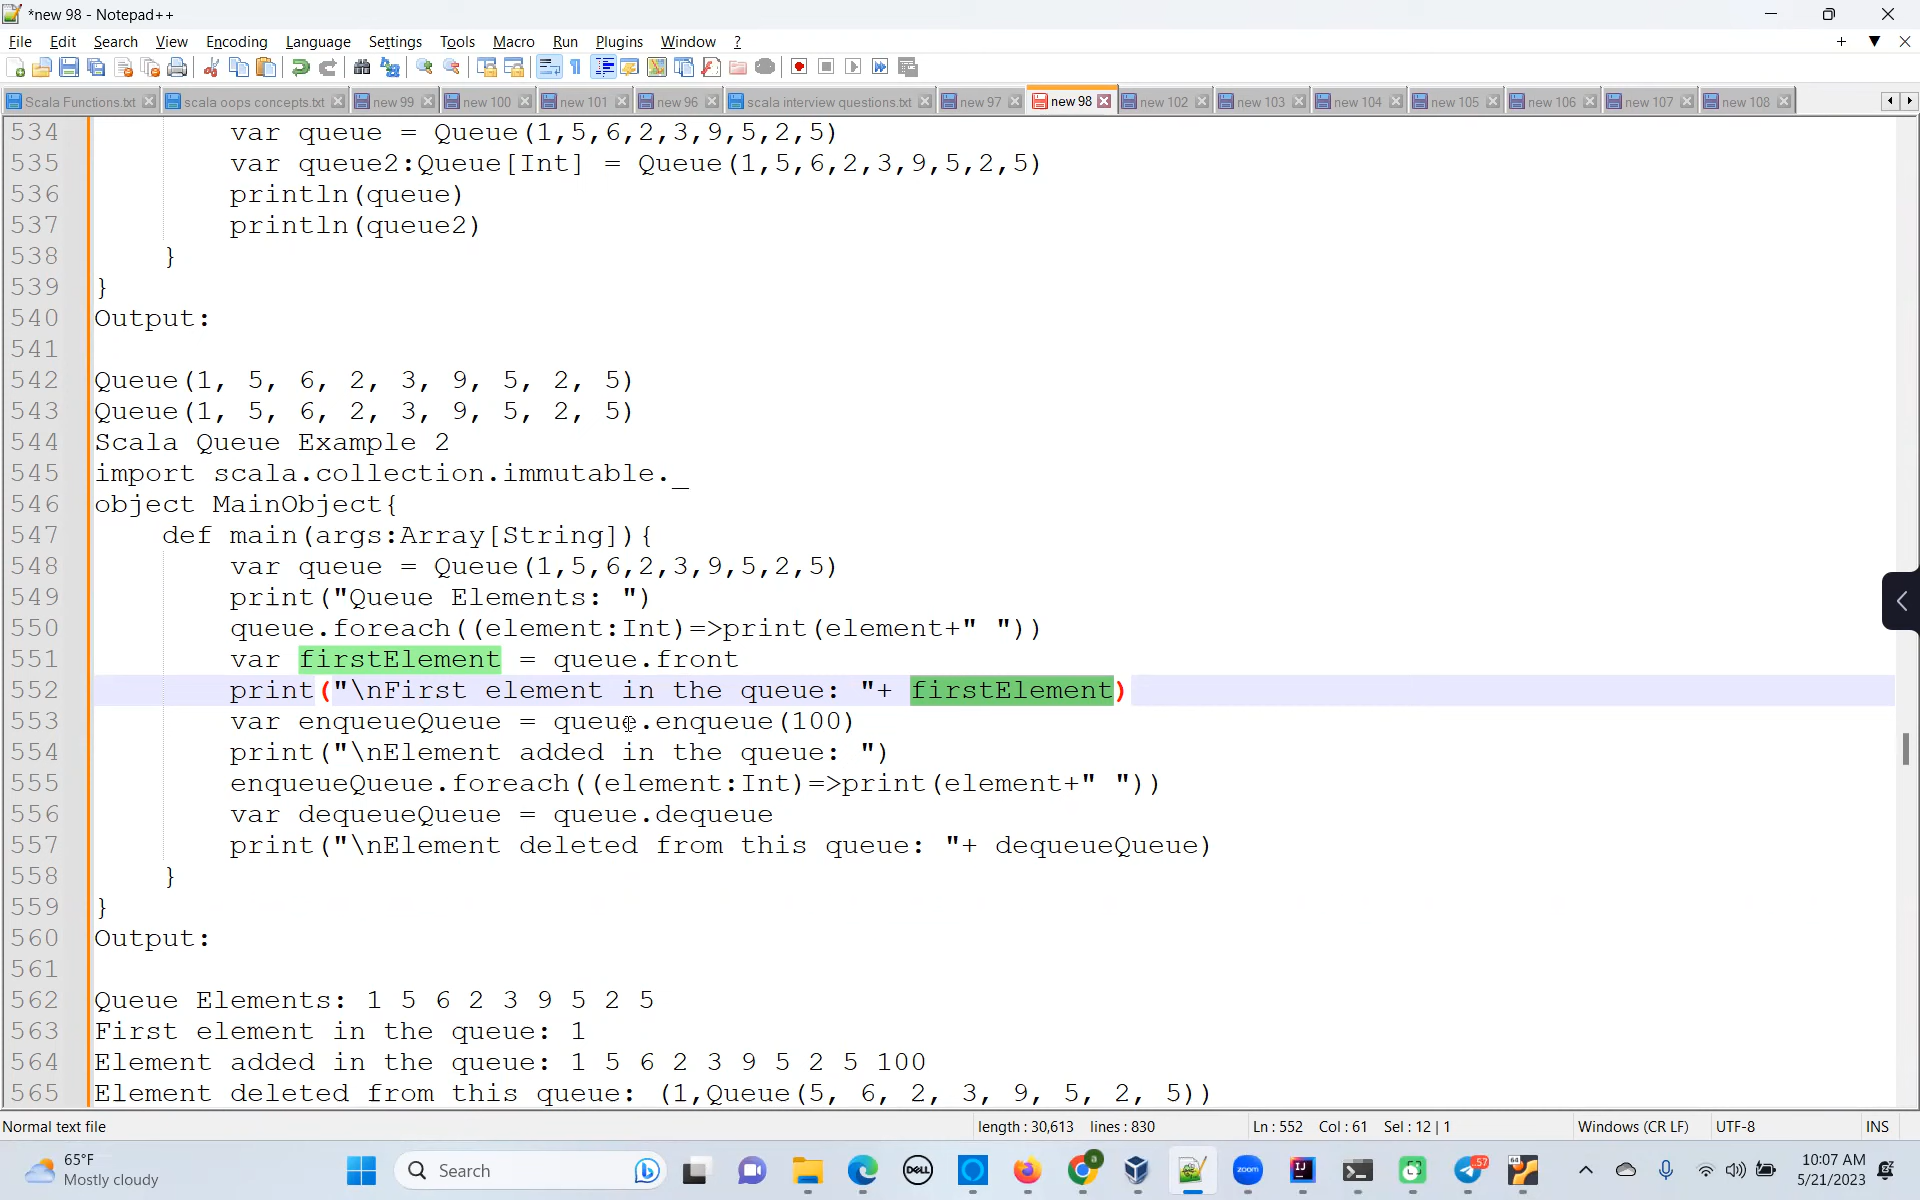 *new 98 - Notepad++
File Edit Search View Encoding Language Settings Tools Macro Run Plugins Window ?
Scala Functions.txt scala oops concepts.txt new 99 new 100 new 101 new 96 scala interview questions.txt new 97 new 98 new 102 new 103 new 104 new 105 new 106 new 107 new 108
534 var queue = Queue(1,5,6,2,3,9,5,2,5)
535 var queue2:Queue[Int] = Queue(1,5,6,2,3,9,5,2,5)
536 println(queue)
537 println(queue2)
538 }
539 }
540 Output:
541
542 Queue(1, 5, 6, 2, 3, 9, 5, 2, 5)
543 Queue(1, 5, 6, 2, 3, 9, 5, 2, 5)
544 Scala Queue Example 2
545 import scala.collection.immutable._
546 object MainObject{
547 def main(args:Array[String]){
548 var queue = Queue(1,5,6,2,3,9,5,2,5)
549 print("Queue Elements: ")
550 queue.foreach((element:Int)=>print(element+" "))
551 var firstElement = queue.front
552 print("\nFirst element in the queue: "+ firstElement)
553 var enqueueQueue = queue.enqueue(100)
554 print("\nElement added in the queue: ")
555 enqueueQueue.foreach((element:Int)=>print(element+" "))
556 var dequeueQueue = queue.dequeue
557 print("\nElement deleted from this queue: "+ dequeueQueue)
558 }
559 }
560 Output:
561
562 Queue Elements: 1 5 6 2 3 9 5 2 5
563 First element in the queue: 1
564 Element added in the queue: 1 5 6 2 3 9 5 2 5 100
565 Element deleted from this queue: (1,Queue(5, 6, 2, 3, 9, 5, 2, 5))
Normal text file length : 30,613 lines : 830 Ln : 552 Col : 61 Sel : 12 | 1 Windows (CR LF) UTF-8 INS
65°F
Mostly cloudy
Search
DELL
zoom
IJ
57
64
10:07 AM
5/21/2023